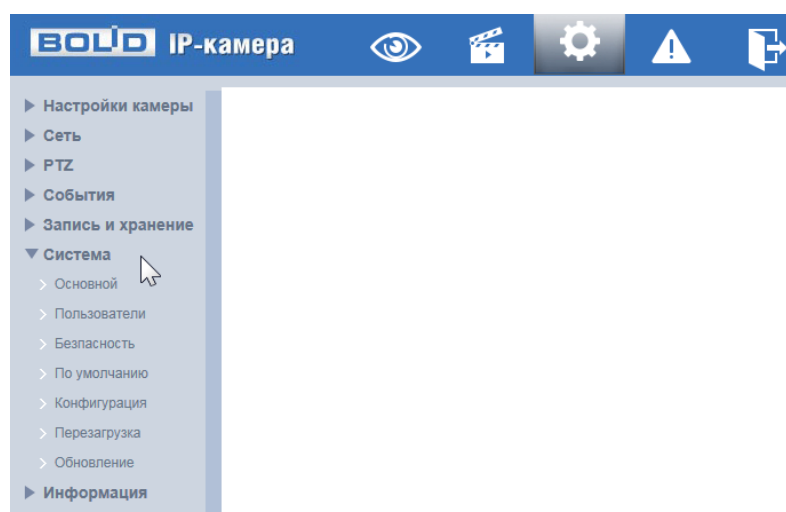 BOLID IP-камера
Настройки камеры
Сеть
PTZ
События
Запись и хранение
Система
Основной
Пользователи
Безпасность
По умолчанию
Конфигурация
Перезагрузка
Обновление
Информация